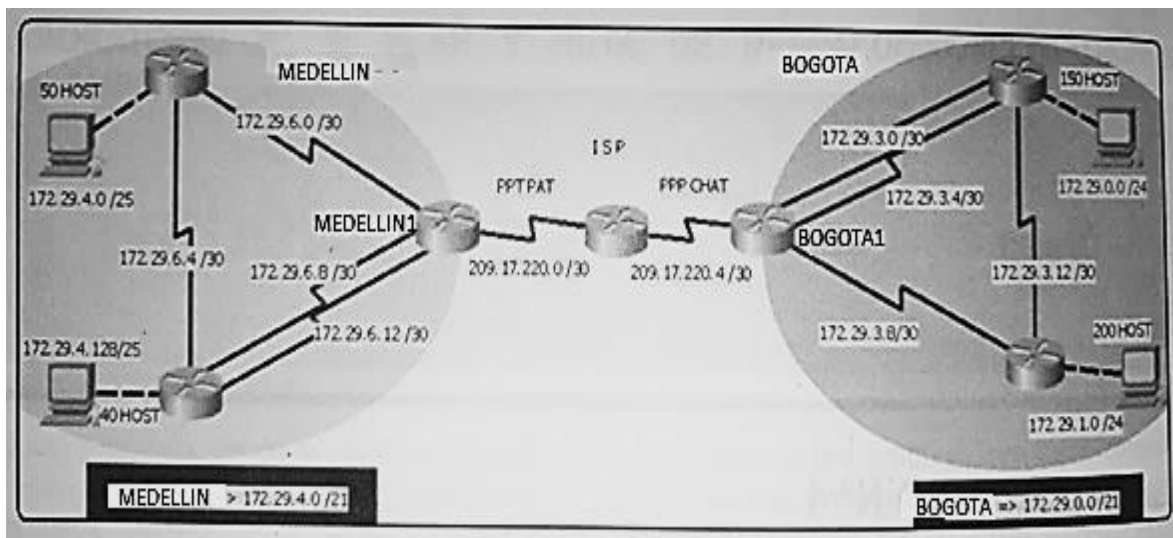 MEDELLIN
50 HOST
172.29.6.0 /30
172.29.4.0 /25
172.29.6.4 /30
MEDELLIN1
172.29.6.8 /30
172.29.6.12 /30
172.29.4.128/25
40 HOST
MEDELLIN > 172.29.4.0 /21
ISP
PPT PAT
PPP CHAT
209.17.220.0 /30
209.17.220.4 /30
BOGOTA
150 HOST
172.29.3.0 /30
172.29.0.0 /24
172.29.3.4/30
BOGOTA1
172.29.3.12 /30
172.29.3.8/30
200 HOST
172.29.1.0 /24
BOGOTA => 172.29.0.0 /21